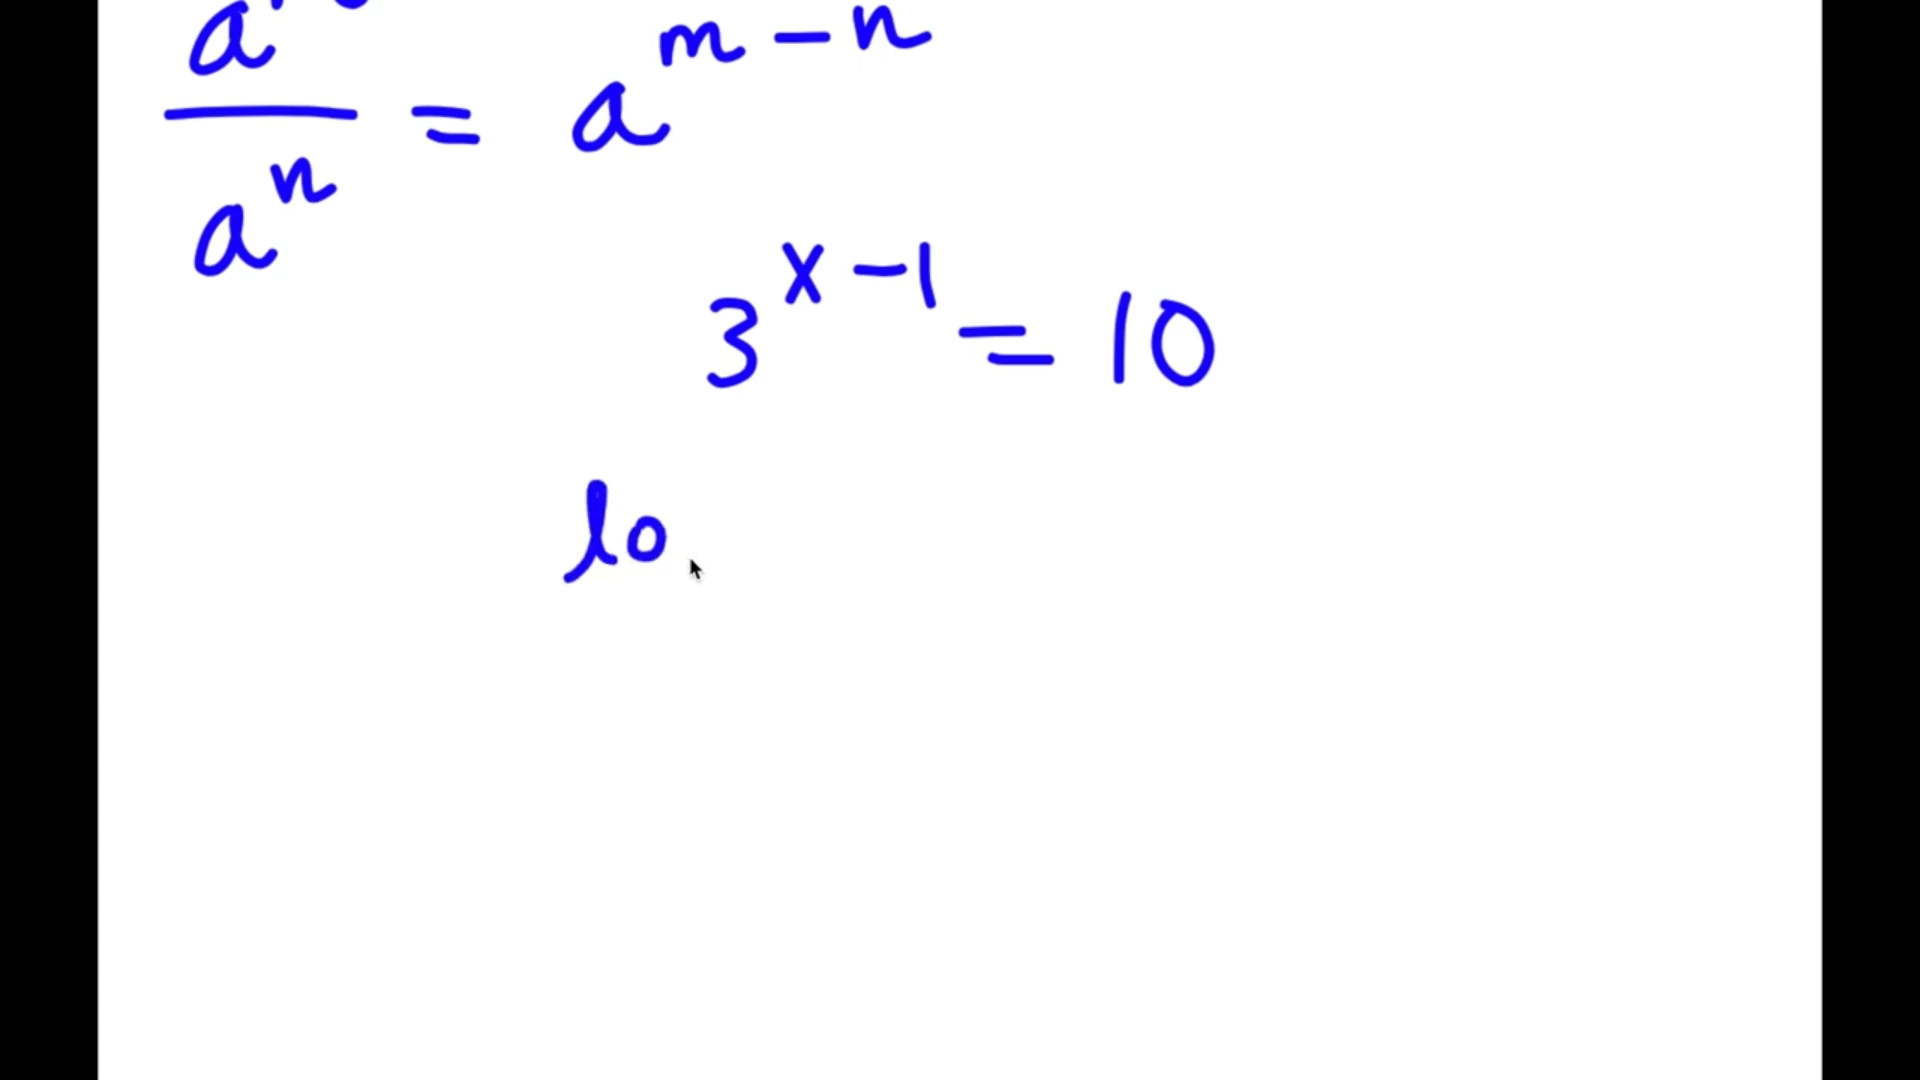 a^m/a^n = a^(m-n)
3^(x-1) = 10
lo